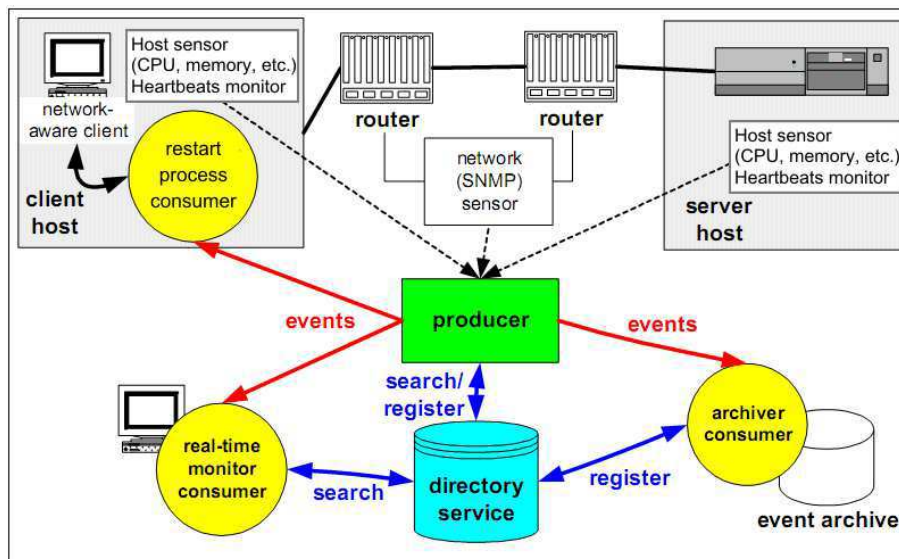 Host sensor
(CPU, memory, etc.)
Heartbeats monitor
network-
aware client
restart
process
consumer
client
host
router
router
network
(SNMP)
sensor
Host sensor
(CPU, memory, etc.)
Heartbeats monitor
server
host
producer
events
events
search/
register
real-time
monitor
consumer
search
directory
service
register
archiver
consumer
event archive